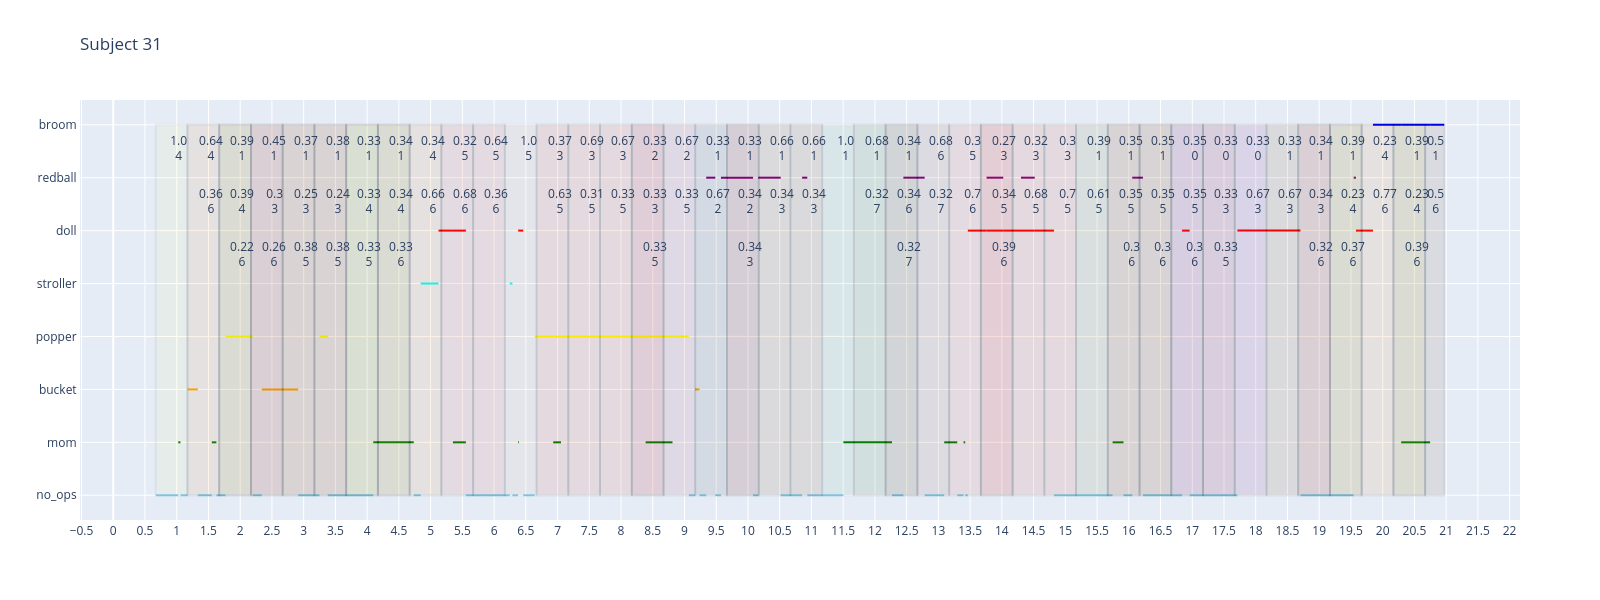 Subject 31
broom
1.0 0.64 0.39 0.45 0.37 0.38 0.33 0.34 0.34 0.32 0.64 1.0 0.37 0.69 0.67 0.33 0.67 0.33 0.33 0.66 0.66 1.0 0.68 0.34 0.68 0.3 0.27 0.32 0.3 0.39 0.35 0.35 0.35 0.33 0.33 0.33 0.34 0.39 0.23 0.39 0.5
4 4 1 1 1 1 1 1 4 5 5 5 3 3 3 2 2 1 1 1 1 1 1 1 6 5 3 3 3 1 1 1 0 0 0 1 1 1 4 1 1
redball
0.36 0.39 0.3 0.25 0.24 0.33 0.34 0.66 0.68 0.36 0.63 0.31 0.33 0.33 0.33 0.67 0.34 0.34 0.34 0.32 0.34 0.32 0.7 0.34 0.68 0.7 0.61 0.35 0.35 0.35 0.33 0.67 0.67 0.34 0.23 0.77 0.23 0.5
6 4 3 3 3 4 4 6 6 6 5 5 5 3 5 2 2 3 3 7 6 7 6 5 5 5 5 5 5 5 3 3 3 3 4 6 4 6
doll
0.22 0.26 0.38 0.38 0.33 0.33 0.33 0.34 0.32 0.39 0.3 0.3 0.3 0.33 0.32 0.37 0.39
6 6 5 5 5 6 5 3 7 6 6 6 6 5 6 6 6
stroller
popper
bucket
mom
no_ops
−0.5 0 0.5 1 1.5 2 2.5 3 3.5 4 4.5 5 5.5 6 6.5 7 7.5 8 8.5 9 9.5 10 10.5 11 11.5 12 12.5 13 13.5 14 14.5 15 15.5 16 16.5 17 17.5 18 18.5 19 19.5 20 20.5 21 21.5 22